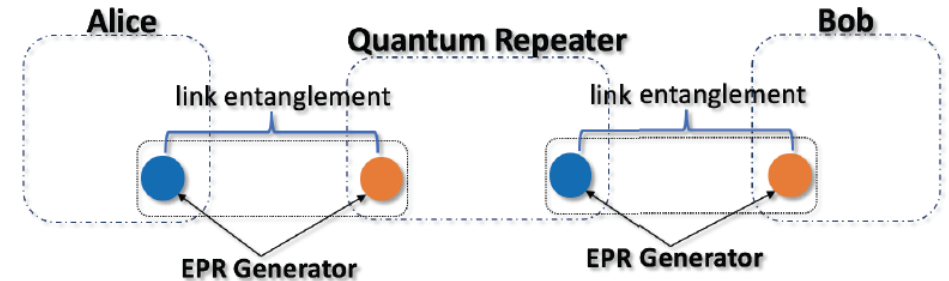 Alice
Quantum Repeater
Bob
link entanglement
link entanglement
EPR Generator
EPR Generator